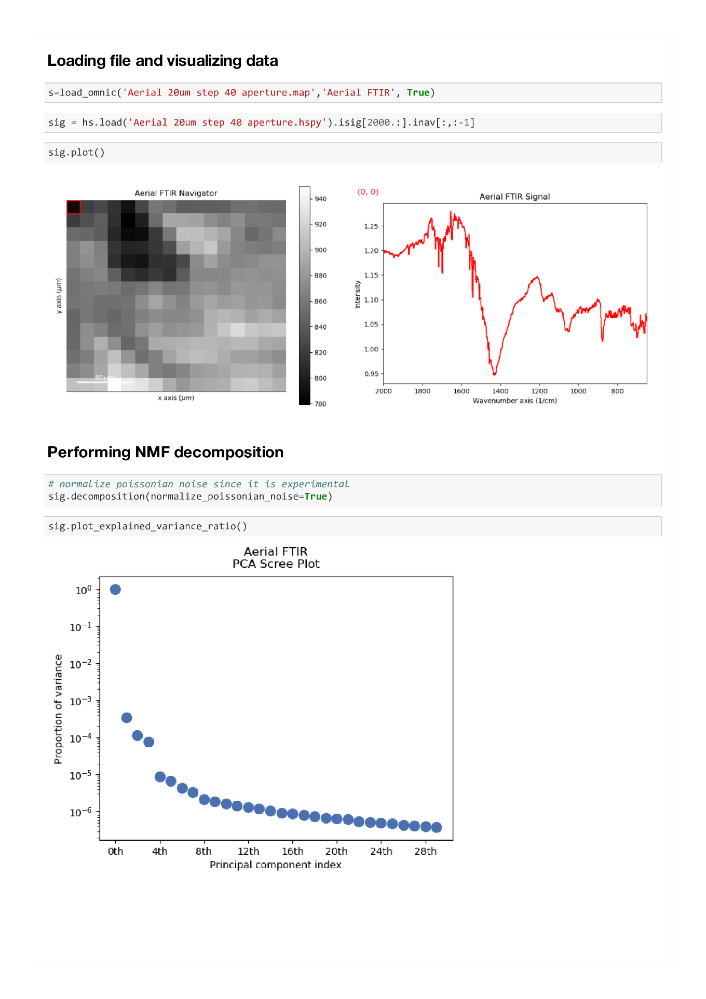 Loading file and visualizing data
s=load_omnic('Aerial 20um step 40 aperture.map','Aerial FTIR', True)
sig = hs.load('Aerial 20um step 40 aperture.hspy').isig[2000.:].inav[:,:-1]
sig.plot()
Aerial FTIR Navigator
y axis (μm)
80 μm
x axis (μm)
940
920
900
880
860
840
820
800
780
(0, 0)
Aerial FTIR Signal
Intensity
1.25
1.20
1.15
1.10
1.05
1.00
0.95
2000 1800 1600 1400 1200 1000 800
Wavenumber axis (1/cm)
Performing NMF decomposition
# normalize poissonian noise since it is experimental
sig.decomposition(normalize_poissonian_noise=True)
sig.plot_explained_variance_ratio()
Aerial FTIR
PCA Scree Plot
Proportion of variance
10⁰
10⁻¹
10⁻²
10⁻³
10⁻⁴
10⁻⁵
10⁻⁶
0th 4th 8th 12th 16th 20th 24th 28th
Principal component index